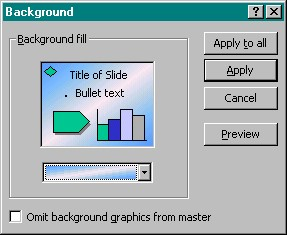 Background
? ×
Background fill
Title of Slide
. Bullet text
Apply to all
Apply
Cancel
Preview
Omit background graphics from master